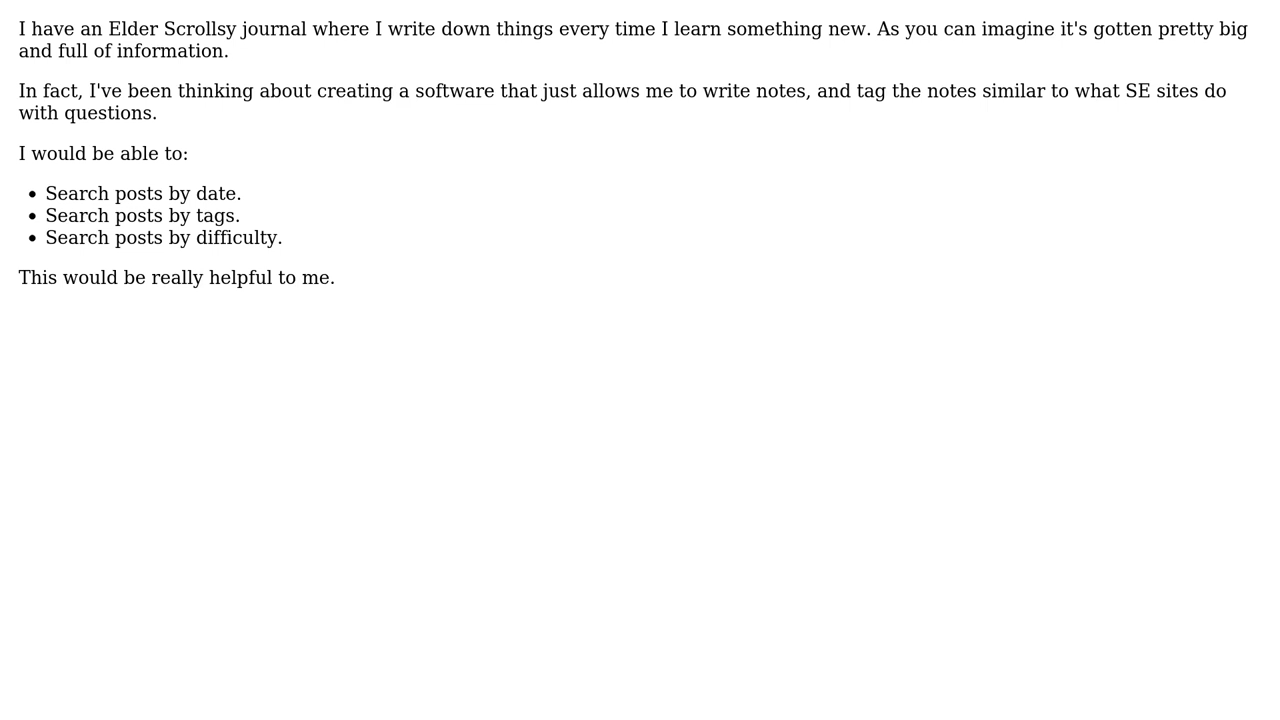 I have an Elder Scrollsy journal where I write down things every time I learn something new. As you can imagine it's gotten pretty big
and full of information.
In fact, I've been thinking about creating a software that just allows me to write notes, and tag the notes similar to what SE sites do
with questions.
I would be able to:
• Search posts by date.
• Search posts by tags.
• Search posts by difficulty.
This would be really helpful to me.